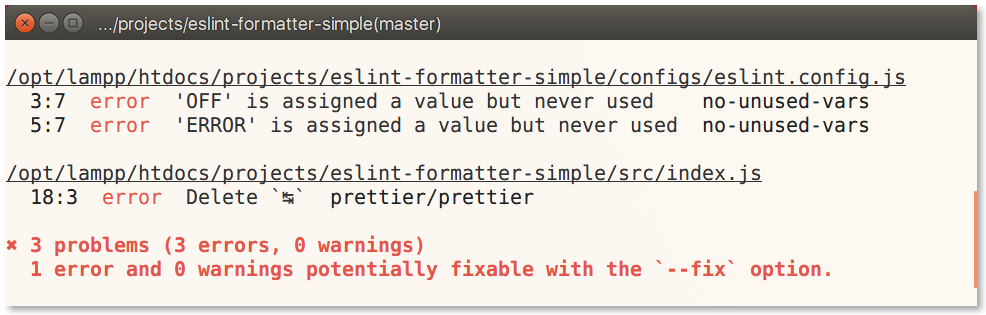 .../projects/eslint-formatter-simple(master)
/opt/lampp/htdocs/projects/eslint-formatter-simple/configs/eslint.config.js
3:7  error  'OFF' is assigned a value but never used    no-unused-vars
5:7  error  'ERROR' is assigned a value but never used  no-unused-vars
/opt/lampp/htdocs/projects/eslint-formatter-simple/src/index.js
18:3  error  Delete `↹`  prettier/prettier
✖ 3 problems (3 errors, 0 warnings)
1 error and 0 warnings potentially fixable with the `--fix` option.